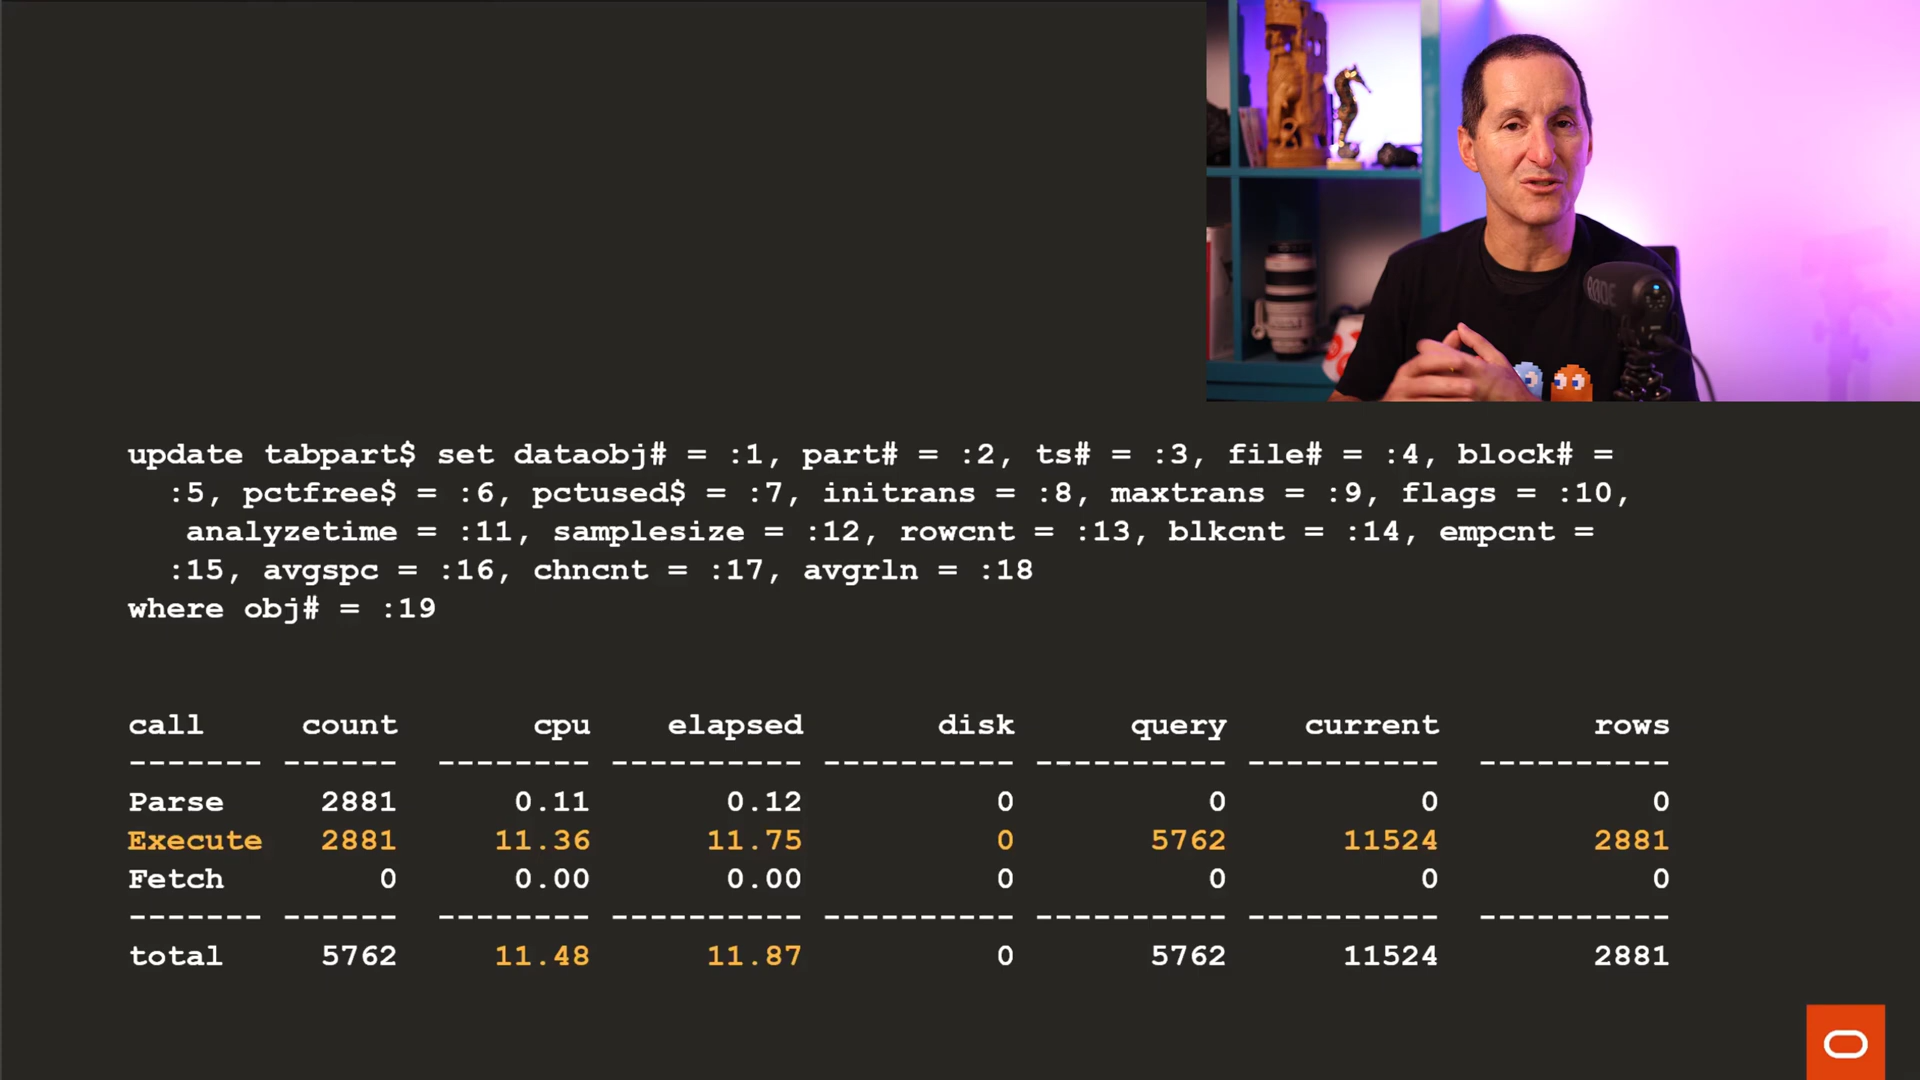 RØDE
update tabpart$ set dataobj# = :1, part# = :2, ts# = :3, file# = :4, block# =
:5, pctfree$ = :6, pctused$ = :7, initrans = :8, maxtrans = :9, flags = :10,
analyzetime = :11, samplesize = :12, rowcnt = :13, blkcnt = :14, empcnt =
:15, avgspc = :16, chncnt = :17, avgrln = :18
where obj# = :19
call count cpu elapsed disk query current rows
------- ------ -------- ---------- ---------- ---------- ---------- ----------
Parse 2881 0.11 0.12 0 0 0 0
Execute 2881 11.36 11.75 0 5762 11524 2881
Fetch 0 0.00 0.00 0 0 0 0
------- ------ -------- ---------- ---------- ---------- ---------- ----------
total 5762 11.48 11.87 0 5762 11524 2881